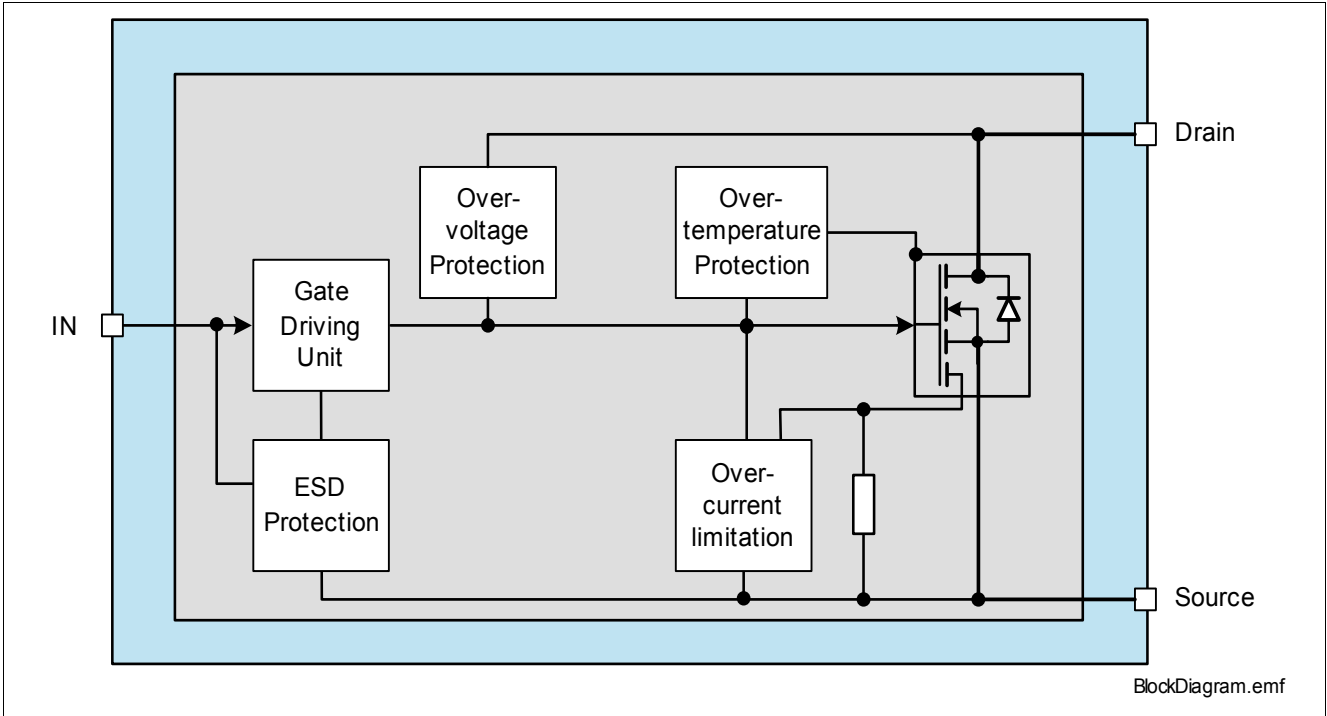 Drain
Over-
voltage
Protection
Over-
temperature
Protection
Gate
Driving
Unit
IN
ESD
Protection
Over-
current
limitation
Source
BlockDiagram.emf